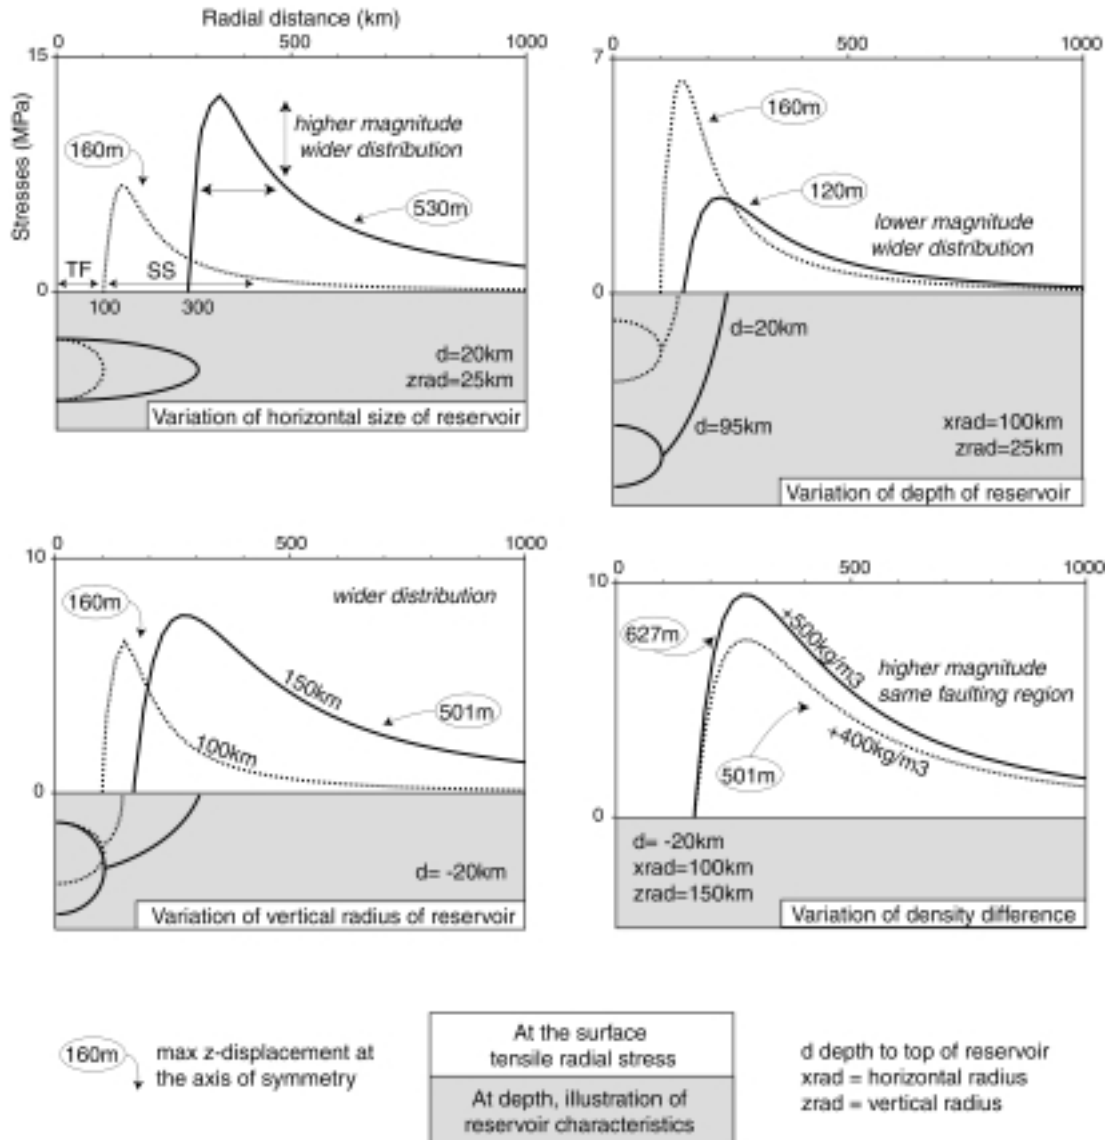 Radial distance (km)
0 500 1000
15
Stresses (MPa)
higher magnitude
wider distribution
160m
530m
TF SS
0
100 300
d=20km
zrad=25km
Variation of horizontal size of reservoir
0 500 1000
7
160m
120m
lower magnitude
wider distribution
0
d=20km
d=95km
xrad=100km
zrad=25km
Variation of depth of reservoir
0 500 1000
10
160m
wider distribution
150km
501m
100km
0
d= -20km
Variation of vertical radius of reservoir
0 500 1000
10
627m
+500kg/m3
higher magnitude
same faulting region
+400kg/m3
501m
0
d= -20km
xrad=100km
zrad=150km
Variation of density difference
160m
max z-displacement at
the axis of symmetry
At the surface
tensile radial stress
At depth, illustration of
reservoir characteristics
d depth to top of reservoir
xrad = horizontal radius
zrad = vertical radius